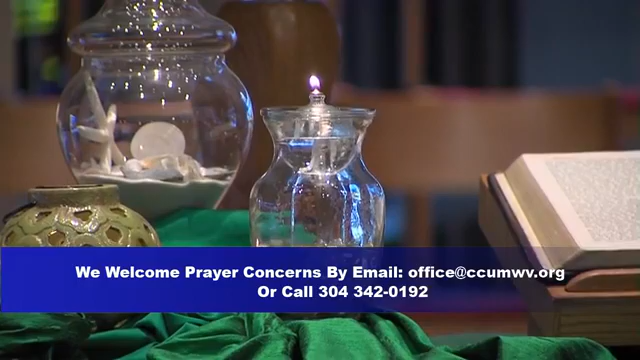 We Welcome Prayer Concerns By Email: office@ccumwv.org
Or Call 304 342-0192